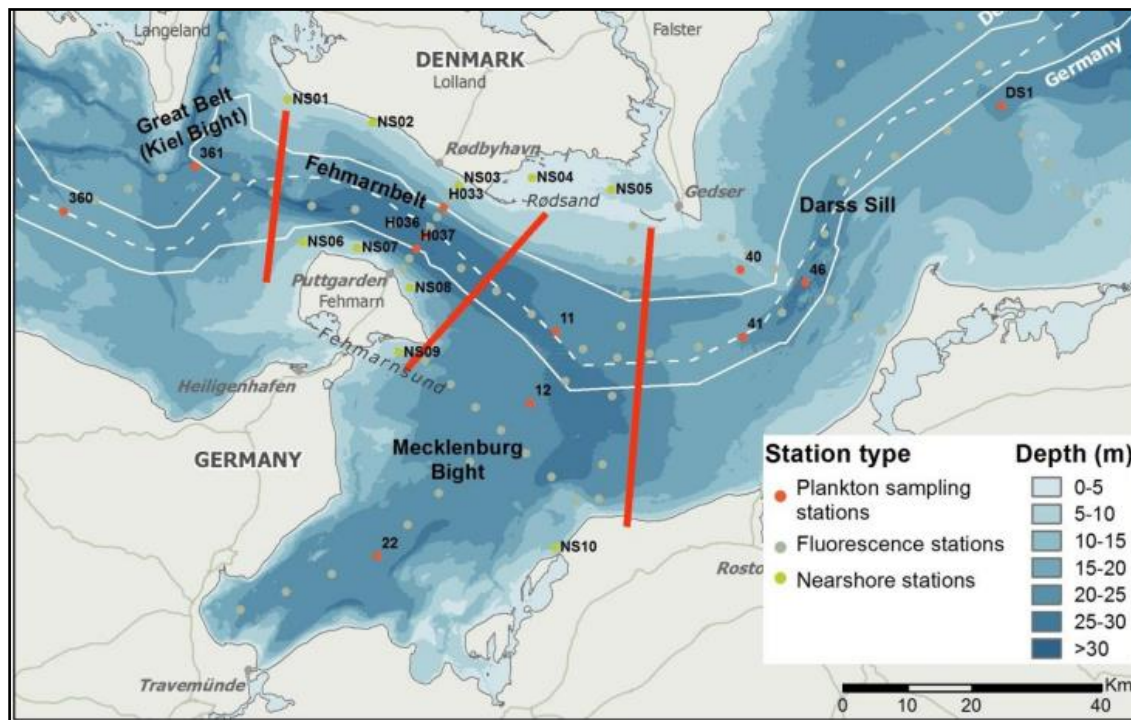 Langeland
DENMARK
Lolland
Falster
De
Germany
DS1
NS01
NS02
Great Belt
(Kiel Bight)
361
360
Rødbyhavn
Fehmarnbelt
NS03
NS04
NS05
H033
Rødsand
Gedser
Darss Sill
H036
H037
NS06
NS07
40
46
Puttgarden
Fehmarn
NS08
11
41
NS09
Fehmarnsund
Heiligenhafen
12
Mecklenburg
Bight
GERMANY
22
NS10
Rosto
Travemünde
Station type
Plankton sampling
stations
Fluorescence stations
Nearshore stations
Depth (m)
0-5
5-10
10-15
15-20
20-25
25-30
>30
Km
0 10 20 40